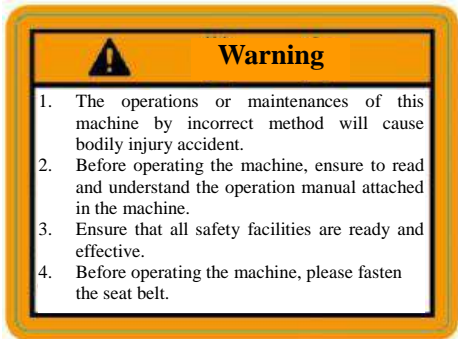 Warning
1. The operations or maintenances of this
machine by incorrect method will cause
bodily injury accident.
2. Before operating the machine, ensure to read
and understand the operation manual attached
in the machine.
3. Ensure that all safety facilities are ready and
effective.
4. Before operating the machine, please fasten
the seat belt.